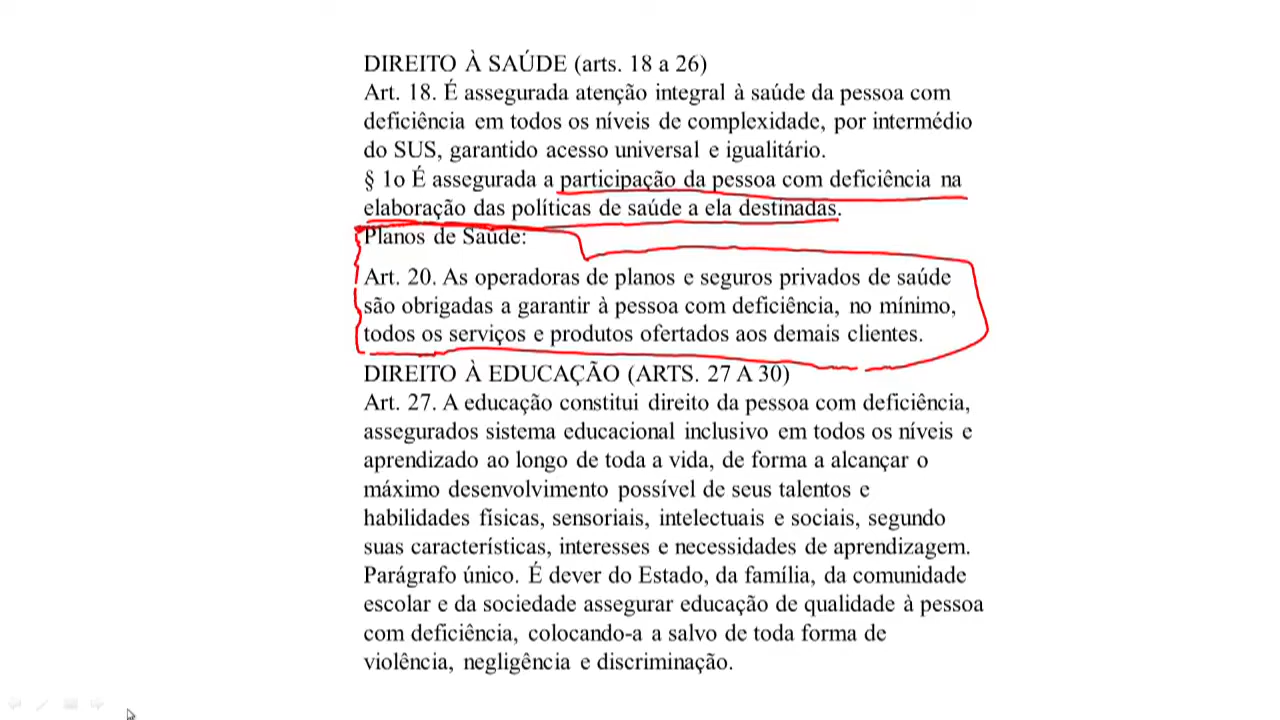 DIREITO À SAÚDE (arts. 18 a 26)
Art. 18. É assegurada atenção integral à saúde da pessoa com
deficiência em todos os níveis de complexidade, por intermédio
do SUS, garantido acesso universal e igualitário.
§ 1o É assegurada a participação da pessoa com deficiência na
elaboração das políticas de saúde a ela destinadas.
Planos de Saúde:
Art. 20. As operadoras de planos e seguros privados de saúde
são obrigadas a garantir à pessoa com deficiência, no mínimo,
todos os serviços e produtos ofertados aos demais clientes.
DIREITO À EDUCAÇÃO (ARTS. 27 A 30)
Art. 27. A educação constitui direito da pessoa com deficiência,
assegurados sistema educacional inclusivo em todos os níveis e
aprendizado ao longo de toda a vida, de forma a alcançar o
máximo desenvolvimento possível de seus talentos e
habilidades físicas, sensoriais, intelectuais e sociais, segundo
suas características, interesses e necessidades de aprendizagem.
Parágrafo único. É dever do Estado, da família, da comunidade
escolar e da sociedade assegurar educação de qualidade à pessoa
com deficiência, colocando-a a salvo de toda forma de
violência, negligência e discriminação.